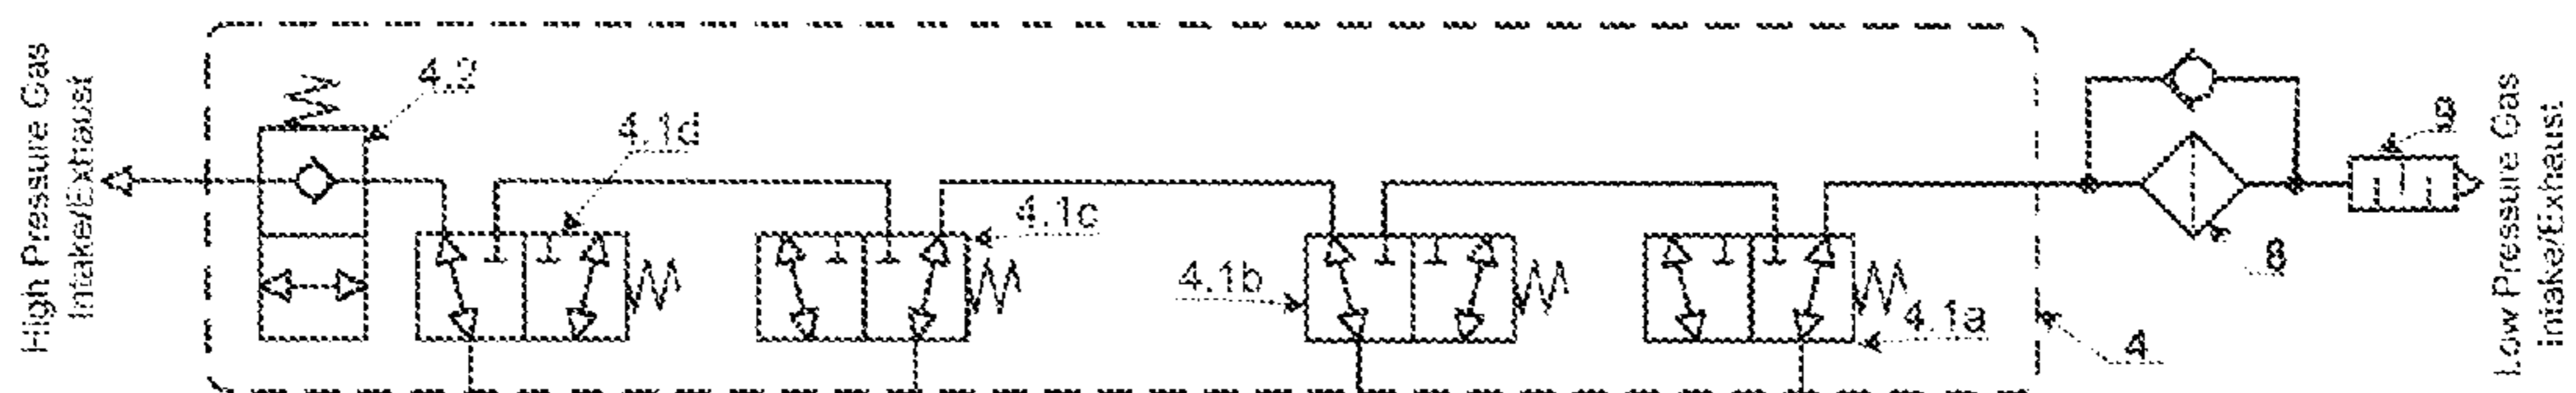 High Pressure Gas
Intake/Exhaust
4.2
4.1d
4.1c
4.1b
4.1a
4
8
9
Low Pressure Gas
Intake/Exhaust